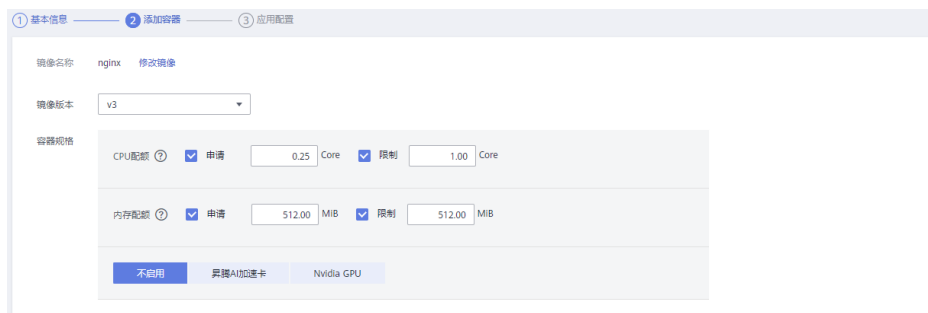 1 基本信息 2 添加容器 3 应用配置
镜像名称 nginx 修改镜像
镜像版本 v3
容器规格
CPU配额 ? 申请 0.25 Core 限制 1.00 Core
内存配额 ? 申请 512.00 MiB 限制 512.00 MiB
不启用 昇腾AI加速卡 Nvidia GPU